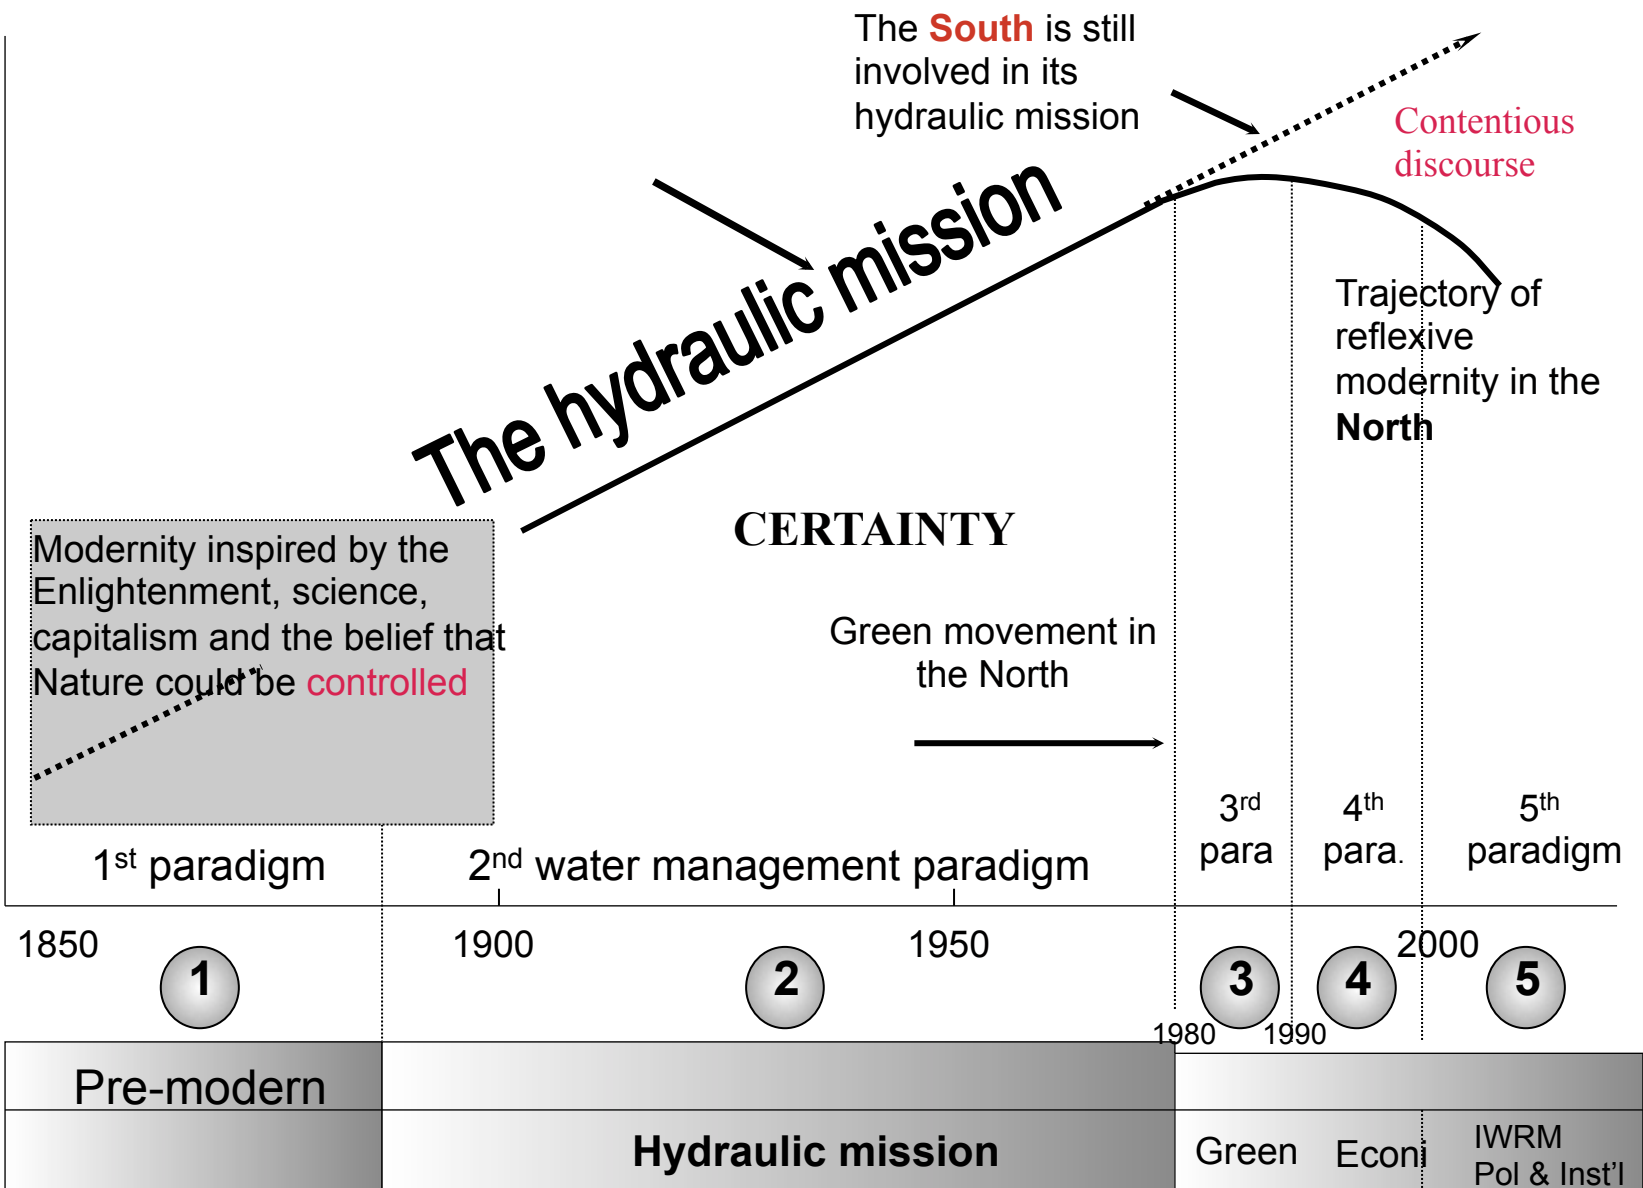 The South is still
involved in its
hydraulic mission
Contentious
discourse
The hydraulic mission
Trajectory of
reflexive
modernity in the
North
CERTAINTY
Modernity inspired by the
Enlightenment, science,
capitalism and the belief that
Nature could be controlled
Green movement in
the North
1st paradigm
2nd water management paradigm
3rd
para
4th
para.
5th
paradigm
1850
1900
1950
2000
1
2
3
4
5
1980
1990
Pre-modern
Hydraulic mission
Green
Econi
IWRM
Pol & Inst'l